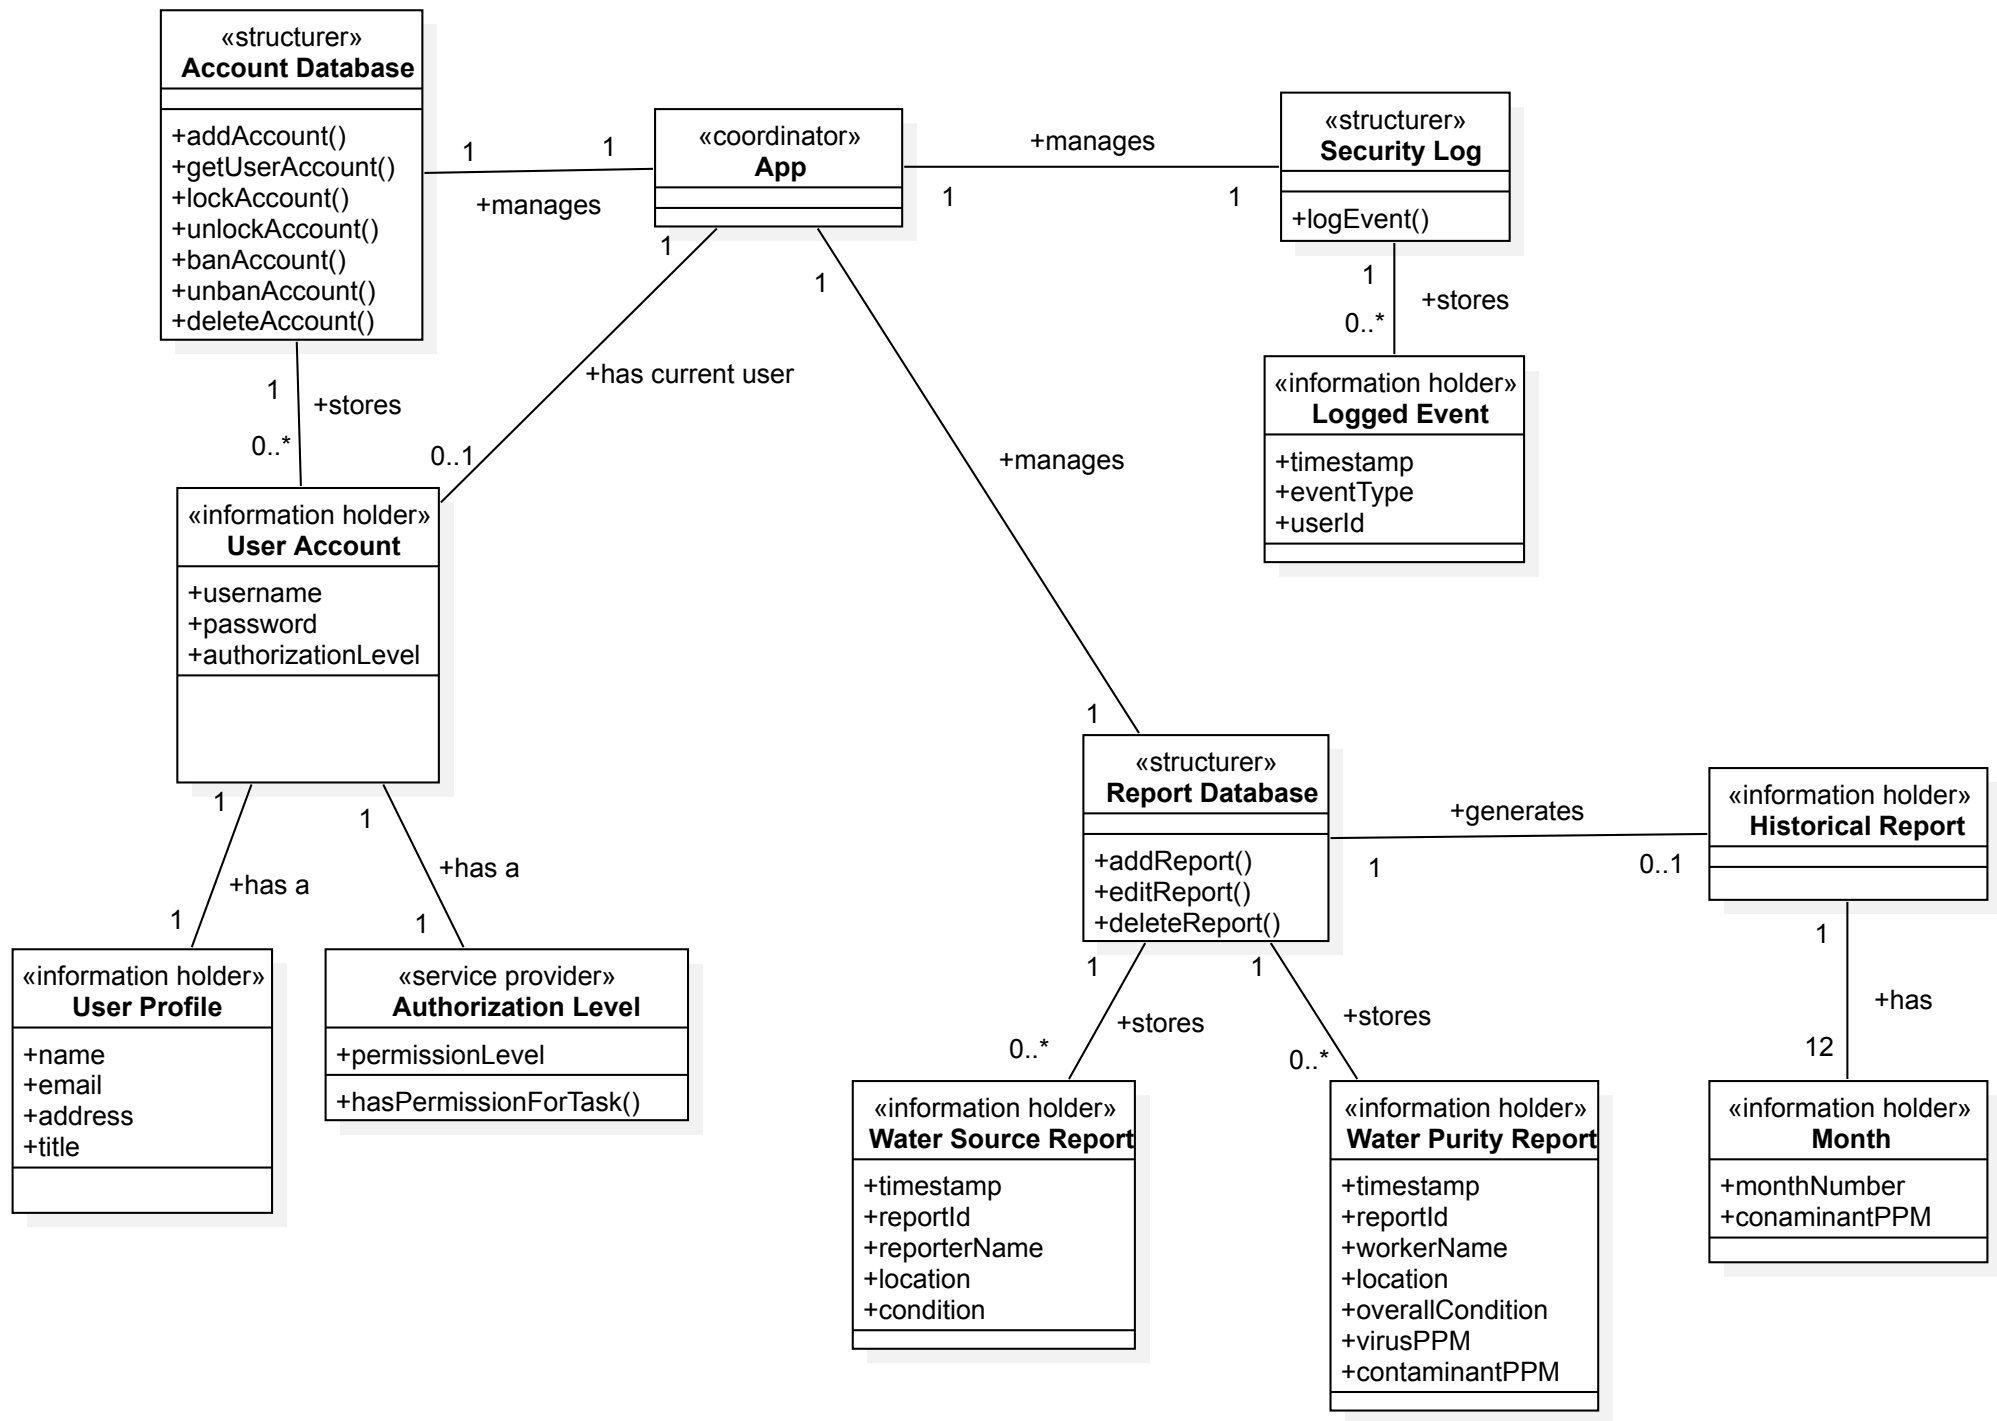 «structurer»
Account Database
+addAccount()
+getUserAccount()
+lockAccount()
+unlockAccount()
+banAccount()
+unbanAccount()
+deleteAccount()
1
1
+manages
«coordinator»
App
+manages
1
1
«structurer»
Security Log
+logEvent()
1
+stores
0..*
«information holder»
Logged Event
+timestamp
+eventType
+userId
1
+has current user
0..1
1
+stores
0..*
1
+manages
1
«information holder»
User Account
+username
+password
+authorizationLevel
1
+has a
1
1
+has a
1
«information holder»
User Profile
+name
+email
+address
+title
«service provider»
Authorization Level
+permissionLevel
+hasPermissionForTask()
«structurer»
Report Database
+addReport()
+editReport()
+deleteReport()
+generates
1
0..1
«information holder»
Historical Report
1
+has
12
1
+stores
0..*
1
+stores
0..*
«information holder»
Water Source Report
+timestamp
+reportId
+reporterName
+location
+condition
«information holder»
Water Purity Report
+timestamp
+reportId
+workerName
+location
+overallCondition
+virusPPM
+contaminantPPM
«information holder»
Month
+monthNumber
+conaminantPPM